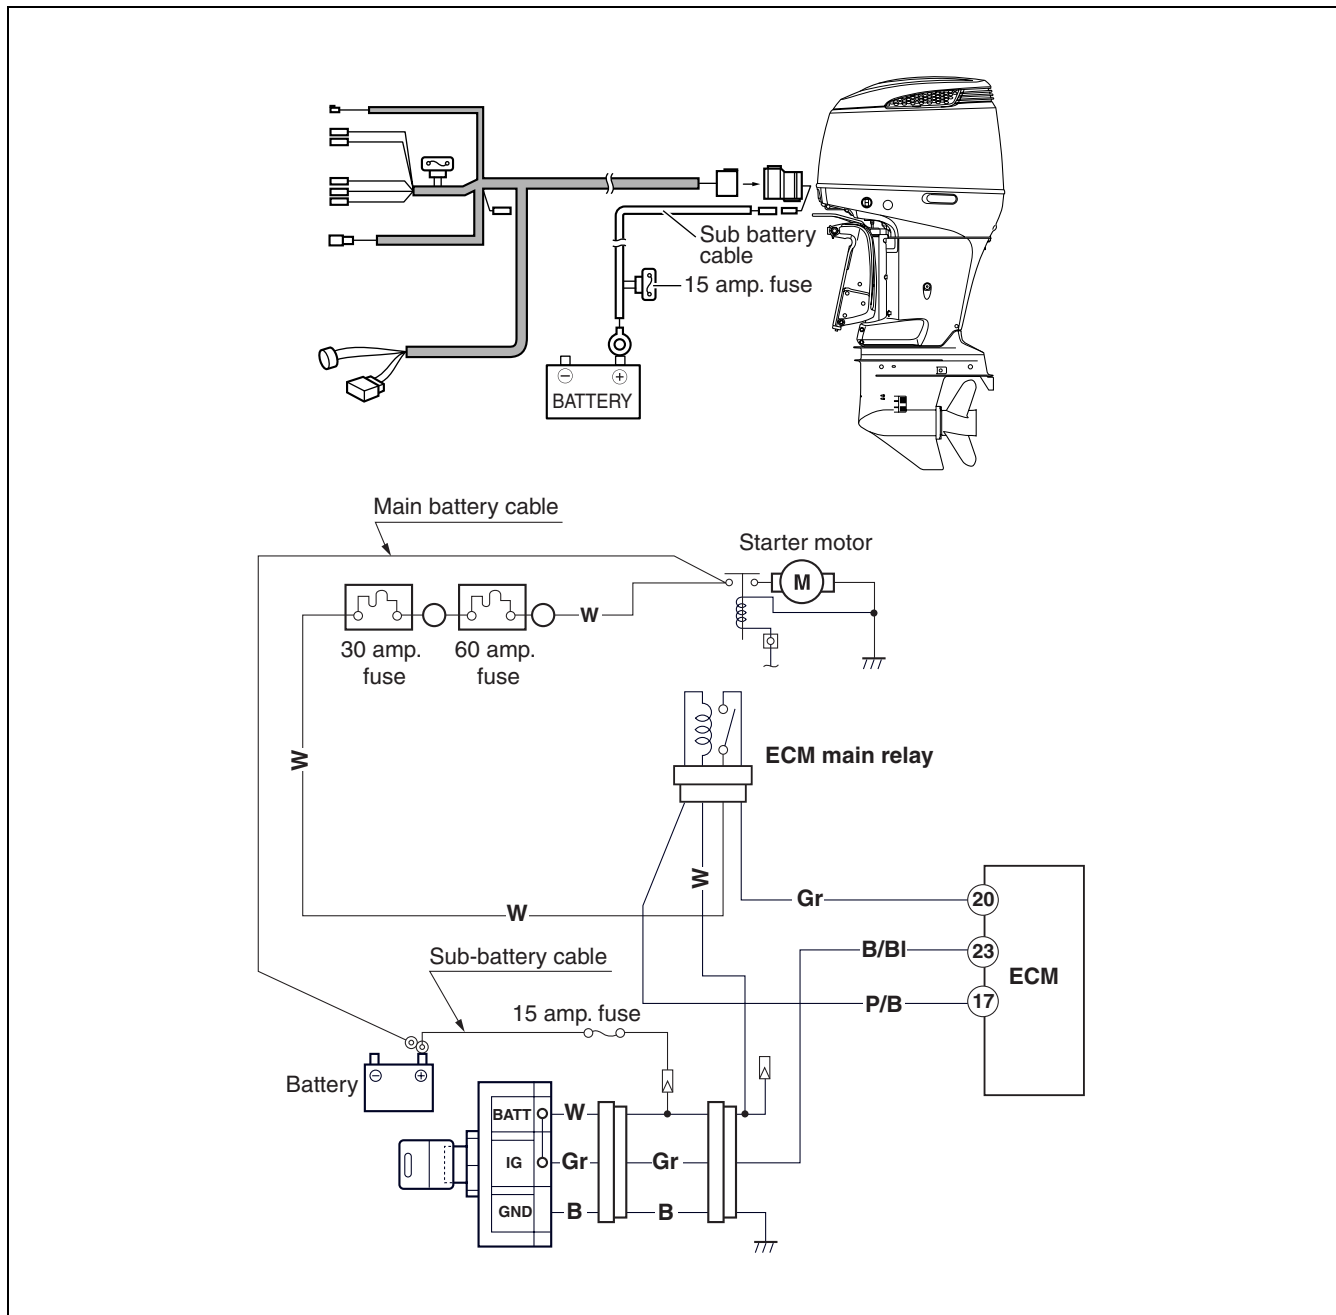 Sub battery
cable
15 amp. fuse
− +
BATTERY
Main battery cable
Starter motor
M
W
30 amp.
fuse
60 amp.
fuse
W
ECM main relay
W
Gr
20
W
B/Bl
23
ECM
Sub-battery cable
P/B
17
15 amp. fuse
Battery
− +
BATT
W
IG
Gr
Gr
GND
B
B